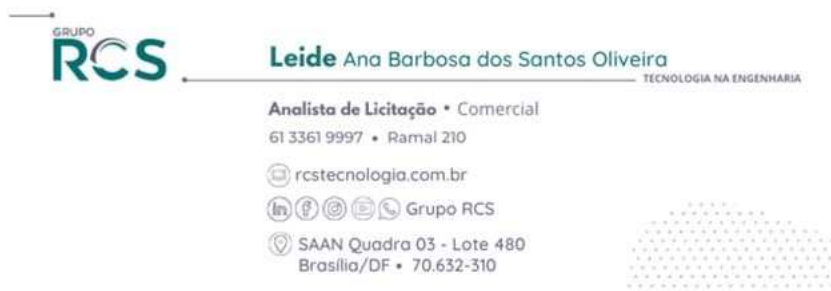 GRUPO
RCS
Leide Ana Barbosa dos Santos Oliveira
TECNOLOGIA NA ENGENHARIA
Analista de Licitação • Comercial
61 3361 9997 • Ramal 210
rcstecnologia.com.br
in f Grupo RCS
SAAN Quadra 03 - Lote 480
Brasília/DF • 70.632-310